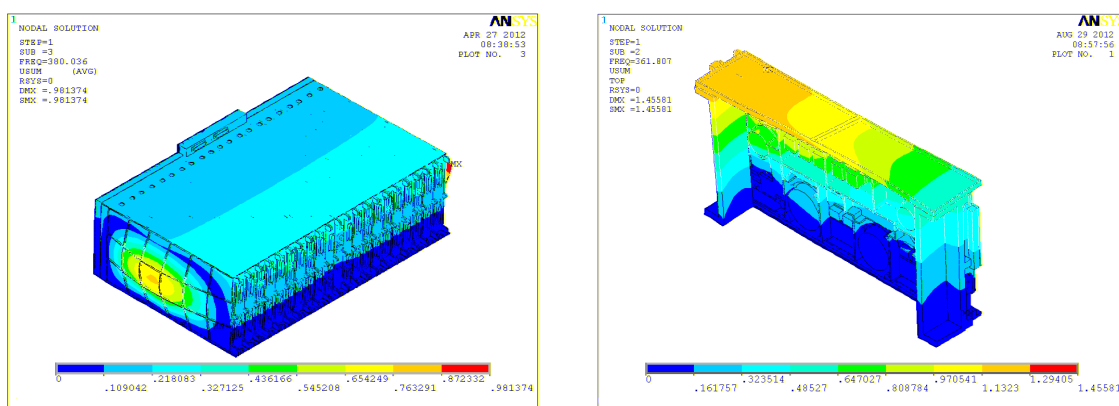 1
NODAL SOLUTION
STEP=1
SUB =3
FREQ=380.036
USUM (AVG)
RSYS=0
DMX =.981374
SMX =.981374
ANSYS
APR 27 2012
08:38:53
PLOT NO. 3
MX
0 .218083 .436166 .654249 .872332
.109042 .327125 .545208 .763291 .981374
1
NODAL SOLUTION
STEP=1
SUB =2
FREQ=361.807
USUM
TOP
RSYS=0
DMX =1.45581
SMX =1.45581
ANSYS
AUG 29 2012
08:57:56
PLOT NO. 1
0 .323514 .647027 .970541 1.29405
.161757 .48527 .808784 1.1323 1.45581